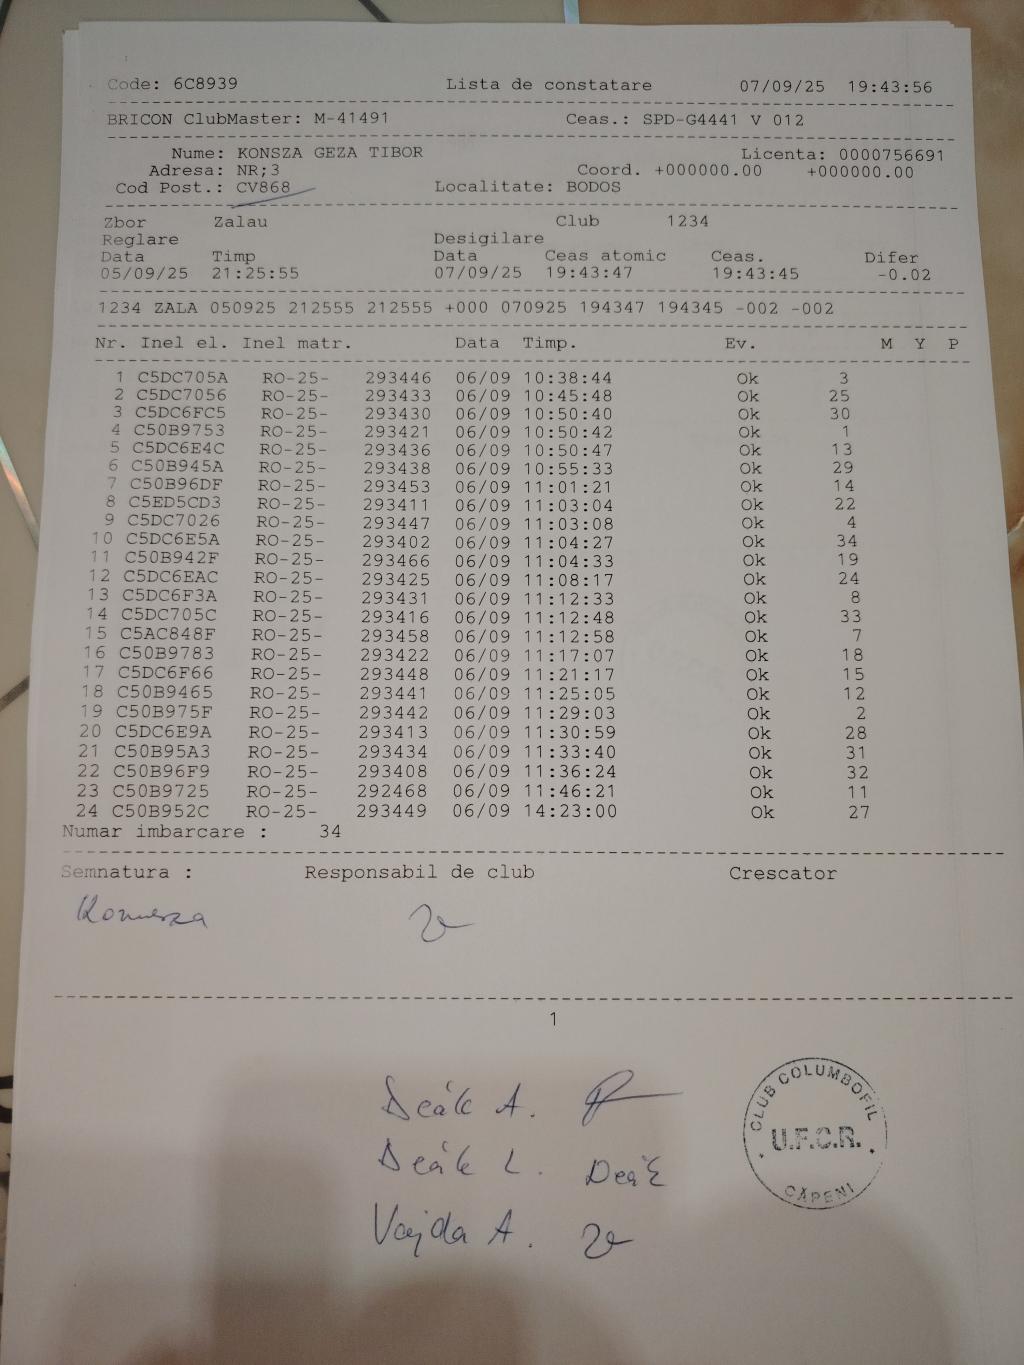 Code: 6C8939 Lista de constatare 07/09/25 19:43:56
BRICON ClubMaster: M-41491 Ceas.: SPD-G4441 V 012
Nume: KONSZA GEZA TIBOR Licenta: 0000756691
Adresa: NR;3 Coord. +000000.00 +000000.00
Cod Post.: CV868 Localitate: BODOS
Zbor Zalau Club 1234
Reglare Desigilare
Data Timp Data Ceas atomic Ceas. Difer
05/09/25 21:25:55 07/09/25 19:43:47 19:43:45 -0.02
1234 ZALA 050925 212555 212555 +000 070925 194347 194345 -002 -002
Nr. Inel el. Inel matr. Data Timp. Ev. M Y P
1 C5DC705A RO-25- 293446 06/09 10:38:44 Ok 3
2 C5DC7056 RO-25- 293433 06/09 10:45:48 Ok 25
3 C5DC6FC5 RO-25- 293430 06/09 10:50:40 Ok 30
4 C50B9753 RO-25- 293421 06/09 10:50:42 Ok 1
5 C5DC6E4C RO-25- 293436 06/09 10:50:47 Ok 13
6 C50B945A RO-25- 293438 06/09 10:55:33 Ok 29
7 C50B96DF RO-25- 293453 06/09 11:01:21 Ok 14
8 C5ED5CD3 RO-25- 293411 06/09 11:03:04 Ok 22
9 C5DC7026 RO-25- 293447 06/09 11:03:08 Ok 4
10 C5DC6E5A RO-25- 293402 06/09 11:04:27 Ok 34
11 C50B942F RO-25- 293466 06/09 11:04:33 Ok 19
12 C5DC6EAC RO-25- 293425 06/09 11:08:17 Ok 24
13 C5DC6F3A RO-25- 293431 06/09 11:12:33 Ok 8
14 C5DC705C RO-25- 293416 06/09 11:12:48 Ok 33
15 C5AC848F RO-25- 293458 06/09 11:12:58 Ok 7
16 C50B9783 RO-25- 293422 06/09 11:17:07 Ok 18
17 C5DC6F66 RO-25- 293448 06/09 11:21:17 Ok 15
18 C50B9465 RO-25- 293441 06/09 11:25:05 Ok 12
19 C50B975F RO-25- 293442 06/09 11:29:03 Ok 2
20 C5DC6E9A RO-25- 293413 06/09 11:30:59 Ok 28
21 C50B95A3 RO-25- 293434 06/09 11:33:40 Ok 31
22 C50B96F9 RO-25- 293408 06/09 11:36:24 Ok 32
23 C50B9725 RO-25- 292468 06/09 11:46:21 Ok 11
24 C50B952C RO-25- 293449 06/09 14:23:00 Ok 27
Numar imbarcare : 34
Semnatura : Responsabil de club Crescator
1
Deák A.
Deák L. Deák
Vajda A.
CLUB COLUMBOFIL
U.F.C.R.
CĂPENI